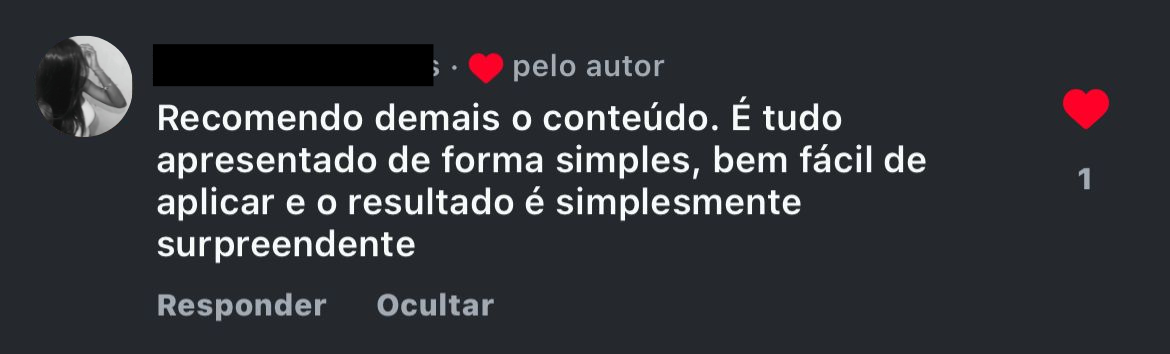 · pelo autor
Recomendo demais o conteúdo. É tudo
apresentado de forma simples, bem fácil de
aplicar e o resultado é simplesmente
surpreendente
1
Responder Ocultar